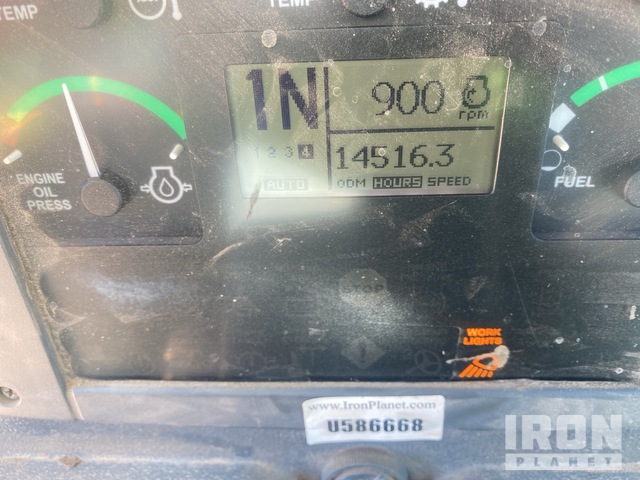 TEMP
TEMP
1N
900
rpm
1 2 3 4
14516.3
AUTO
ODM HOURS SPEED
ENGINE
OIL
PRESS
FUEL
STOP
WORK
LIGHTS
www.IronPlanet.com
U586668
IRON
PLANET